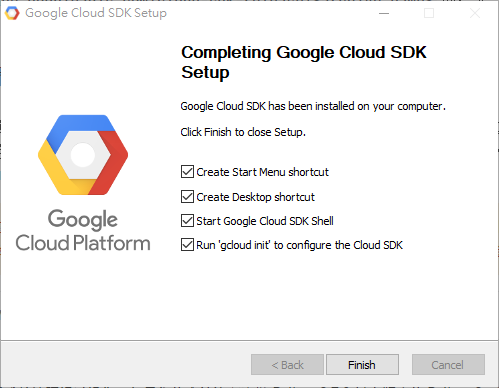 Google Cloud SDK Setup
Completing Google Cloud SDK
Setup
Google Cloud SDK has been installed on your computer.
Click Finish to close Setup.
Create Start Menu shortcut
Create Desktop shortcut
Start Google Cloud SDK Shell
Run 'gcloud init' to configure the Cloud SDK
Google
Cloud Platform
< Back
Finish
Cancel